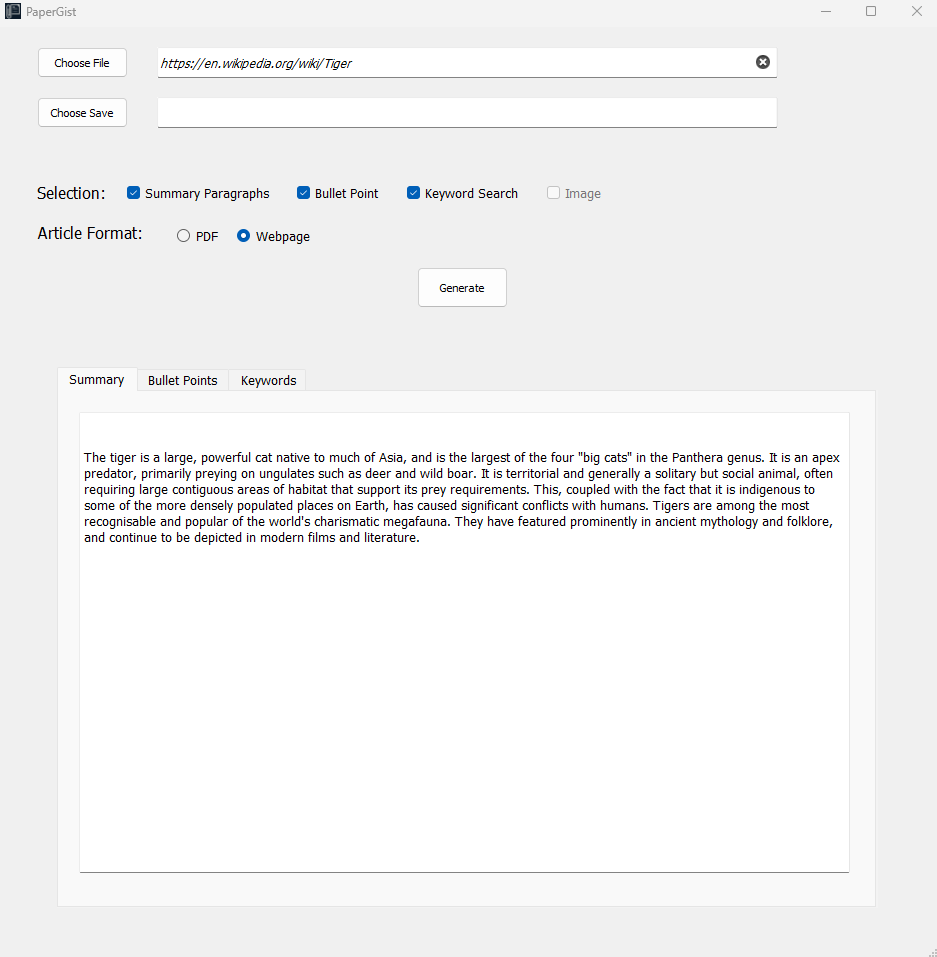 PaperGist
Choose File
https://en.wikipedia.org/wiki/Tiger
Choose Save
Selection: Summary Paragraphs Bullet Point Keyword Search Image
Article Format: PDF Webpage
Generate
Summary Bullet Points Keywords
The tiger is a large, powerful cat native to much of Asia, and is the largest of the four "big cats" in the Panthera genus. It is an apex
predator, primarily preying on ungulates such as deer and wild boar. It is territorial and generally a solitary but social animal, often
requiring large contiguous areas of habitat that support its prey requirements. This, coupled with the fact that it is indigenous to
some of the more densely populated places on Earth, has caused significant conflicts with humans. Tigers are among the most
recognisable and popular of the world's charismatic megafauna. They have featured prominently in ancient mythology and folklore,
and continue to be depicted in modern films and literature.